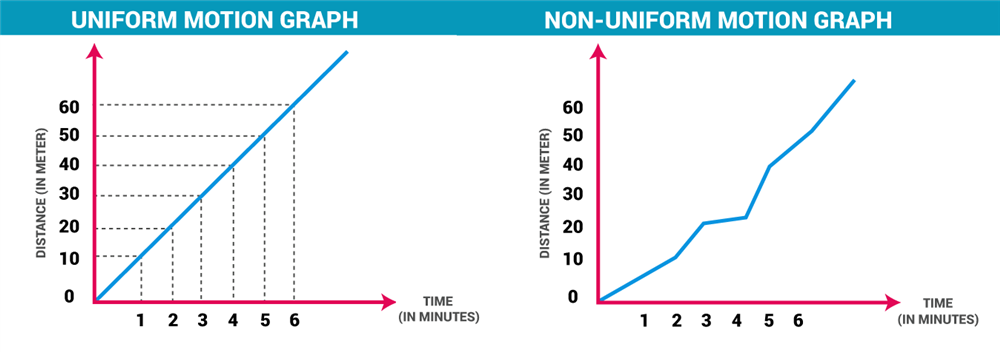 UNIFORM MOTION GRAPH
60
50
40
30
20
10
0
DISTANCE (IN METER)
1 2 3 4 5 6
TIME
(IN MINUTES)
NON-UNIFORM MOTION GRAPH
60
50
40
30
20
10
0
DISTANCE (IN METER)
1 2 3 4 5 6
TIME
(IN MINUTES)